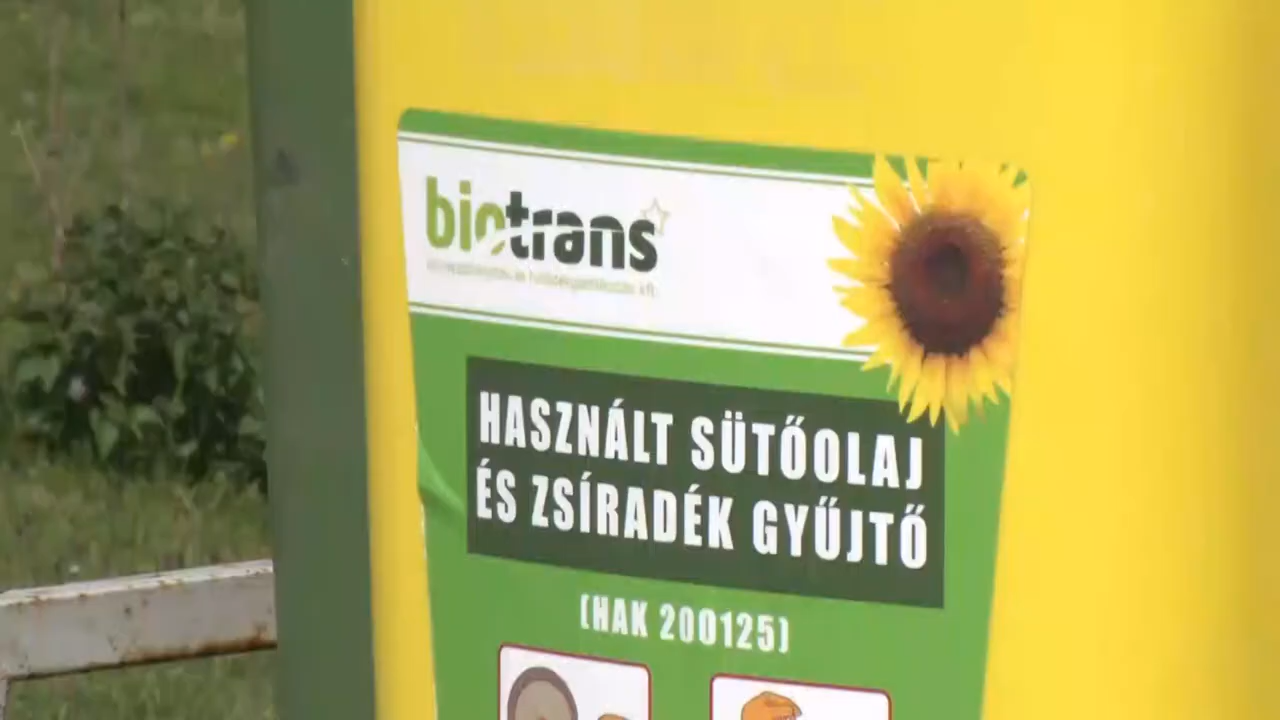 biotrans
HASZNÁLT SÜTŐOLAJ
ÉS ZSÍRADÉK GYŰJTŐ
(HAK 200125)